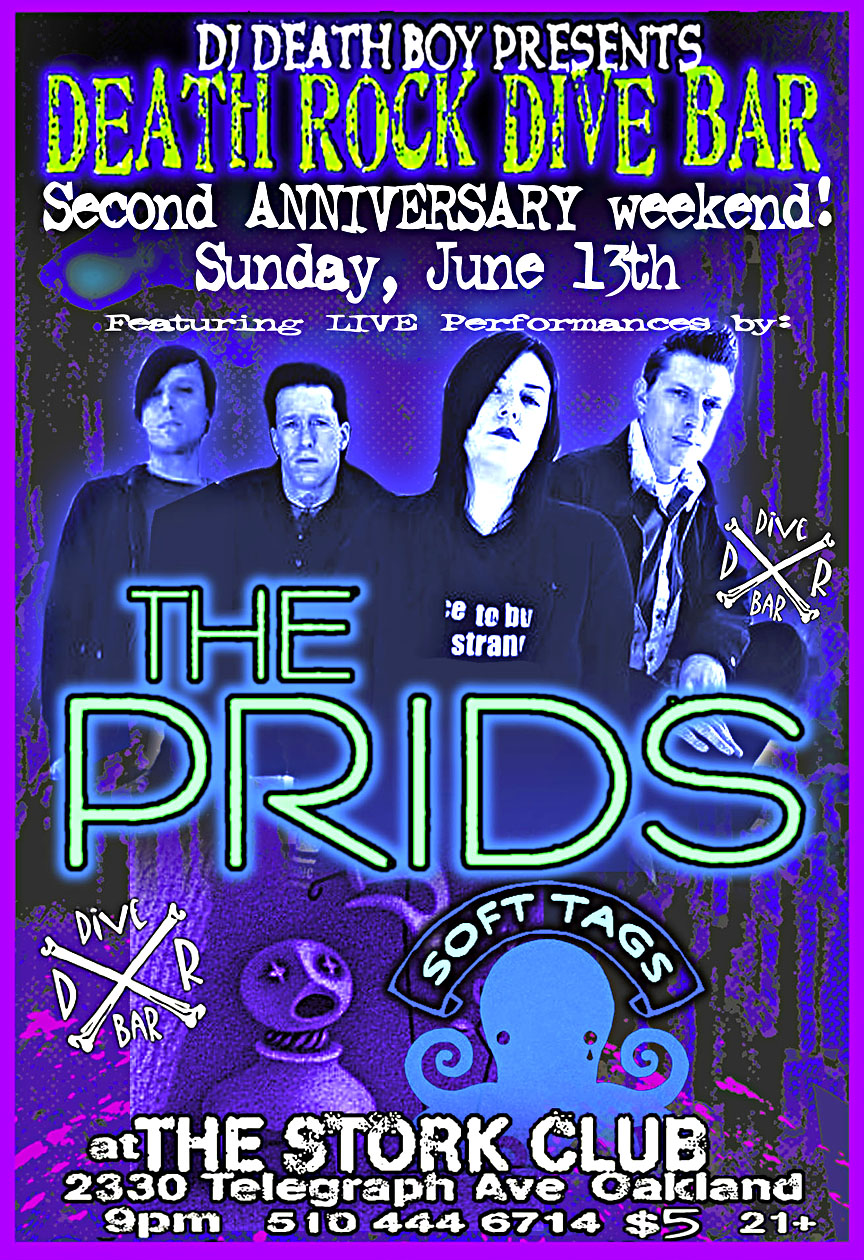 DJ DEATH BOY PRESENTS
DEATH ROCK DIVE BAR
Second ANNIVERSARY weekend!
Sunday, June 13th
Featuring LIVE Performances by:
DiVE
D R
BAR
to
THE
PRIDS
SOFT TAGS
DiVE
D R
BAR
at THE STORK CLUB
2330 Telegraph Ave Oakland
9pm 510 444 6714 $5 21+